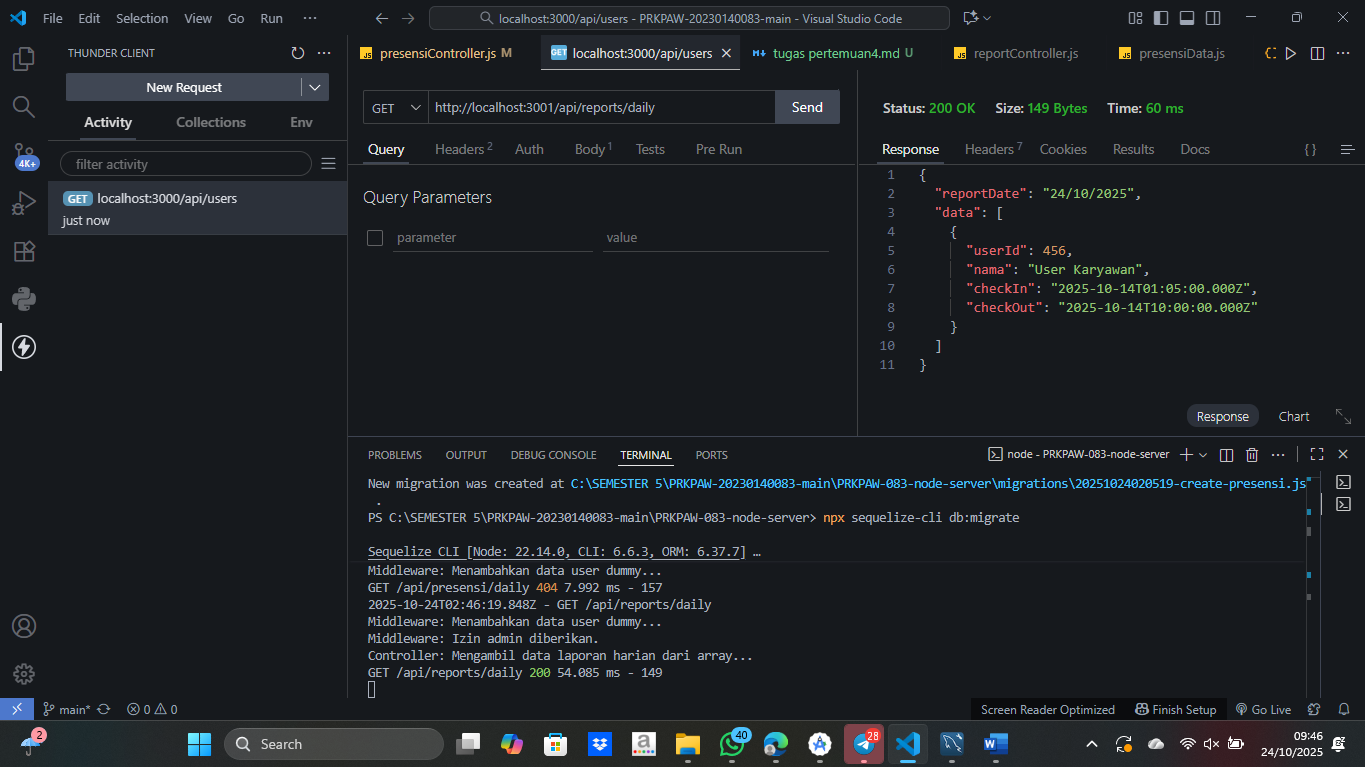 File Edit Selection View Go Run ···
localhost:3000/api/users - PRKPAW-20230140083-main - Visual Studio Code
THUNDER CLIENT
New Request
Activity Collections Env
filter activity
GET localhost:3000/api/users
just now
4K+
presensiController.js M
GET localhost:3000/api/users
tugas pertemuan4.md U
reportController.js
presensiData.js
GET http://localhost:3001/api/reports/daily Send
Query Headers 2 Auth Body 1 Tests Pre Run
Query Parameters
parameter value
Status: 200 OK Size: 149 Bytes Time: 60 ms
Response Headers 7 Cookies Results Docs { }
1 {
2 "reportDate": "24/10/2025",
3 "data": [
4 {
5 "userId": 456,
6 "nama": "User Karyawan",
7 "checkIn": "2025-10-14T01:05:00.000Z",
8 "checkOut": "2025-10-14T10:00:00.000Z"
9 }
10 ]
11 }
Response Chart
PROBLEMS OUTPUT DEBUG CONSOLE TERMINAL PORTS
node - PRKPAW-083-node-server
New migration was created at C:\SEMESTER 5\PRKPAW-20230140083-main\PRKPAW-083-node-server\migrations\20251024020519-create-presensi.js
.
PS C:\SEMESTER 5\PRKPAW-20230140083-main\PRKPAW-083-node-server> npx sequelize-cli db:migrate
Sequelize CLI [Node: 22.14.0, CLI: 6.6.3, ORM: 6.37.7] …
Middleware: Menambahkan data user dummy...
GET /api/presensi/daily 404 7.992 ms - 157
2025-10-24T02:46:19.848Z - GET /api/reports/daily
Middleware: Menambahkan data user dummy...
Middleware: Izin admin diberikan.
Controller: Mengambil data laporan harian dari array...
GET /api/reports/daily 200 54.085 ms - 149
main* 0 0
Screen Reader Optimized Finish Setup Go Live
2
Search
40
28
09:46
24/10/2025